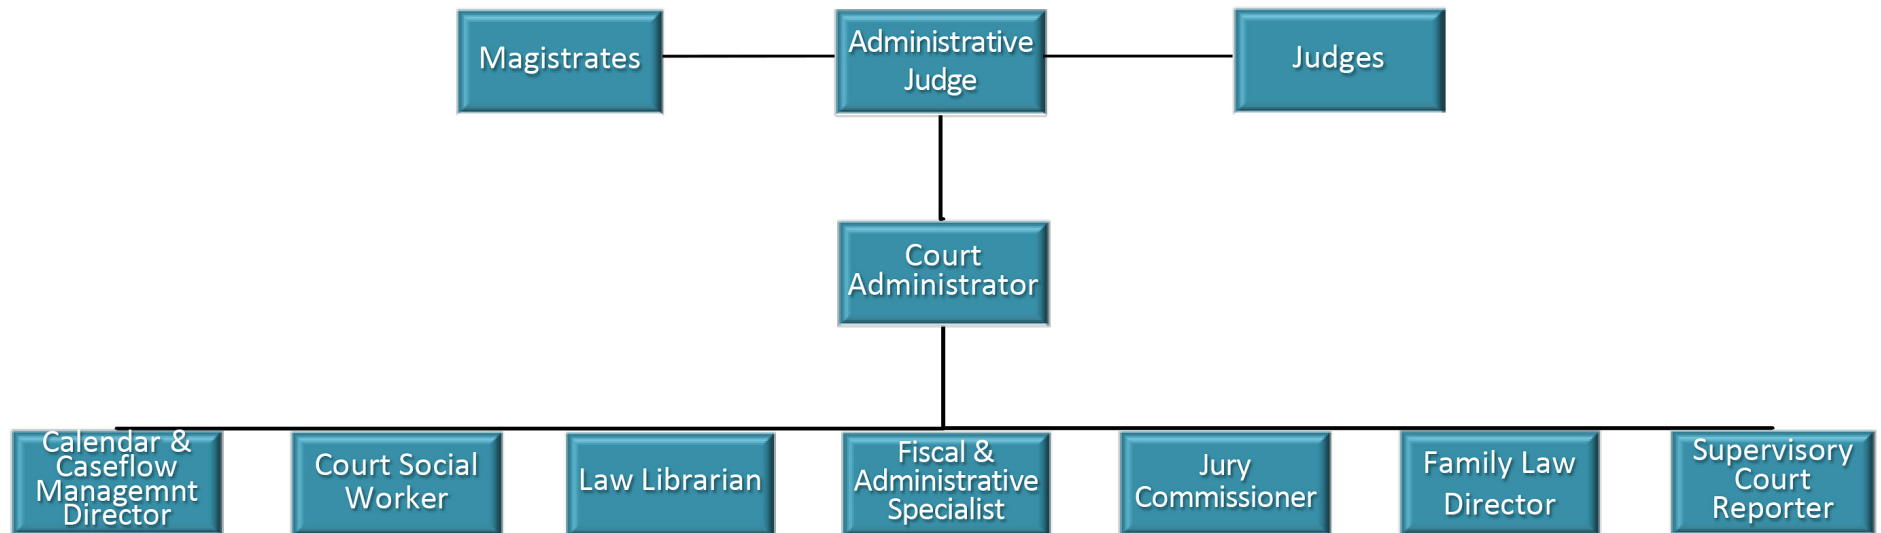 Magistrates
Administrative
Judge
Judges
Court
Administrator
Calendar &
Caseflow
Managemnt
Director
Court Social
Worker
Law Librarian
Fiscal &
Administrative
Specialist
Jury
Commissioner
Family Law
Director
Supervisory
Court
Reporter